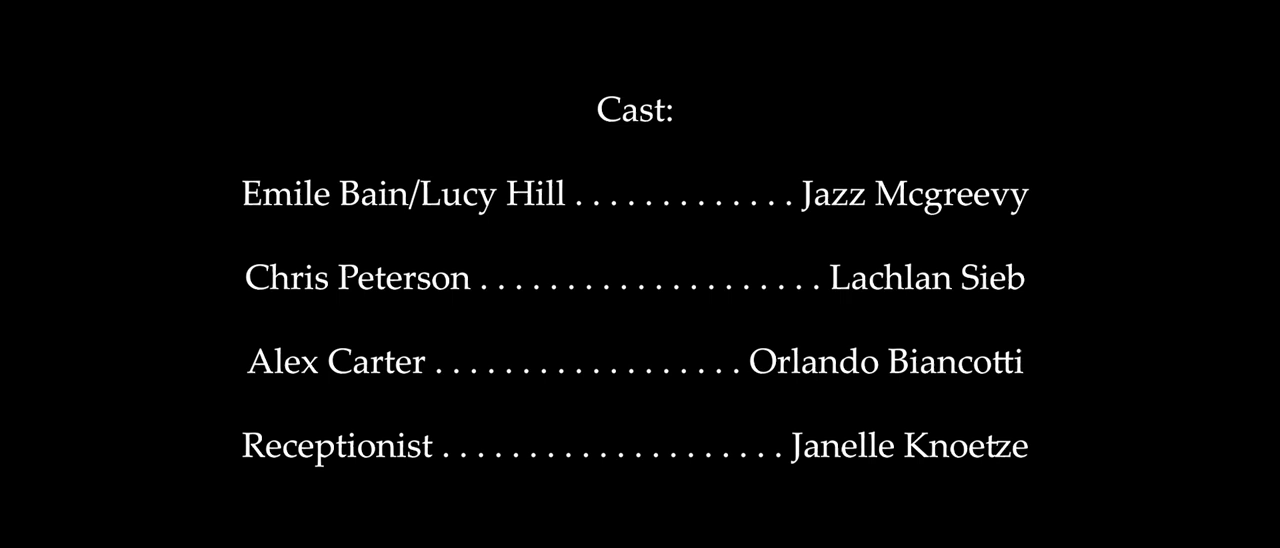 Cast:
Emile Bain/Lucy Hill . . . . . . . . . . . . . Jazz Mcgreevy
Chris Peterson . . . . . . . . . . . . . . . . . . . . Lachlan Sieb
Alex Carter . . . . . . . . . . . . . . . . . . Orlando Biancotti
Receptionist . . . . . . . . . . . . . . . . . . . . Janelle Knoetze